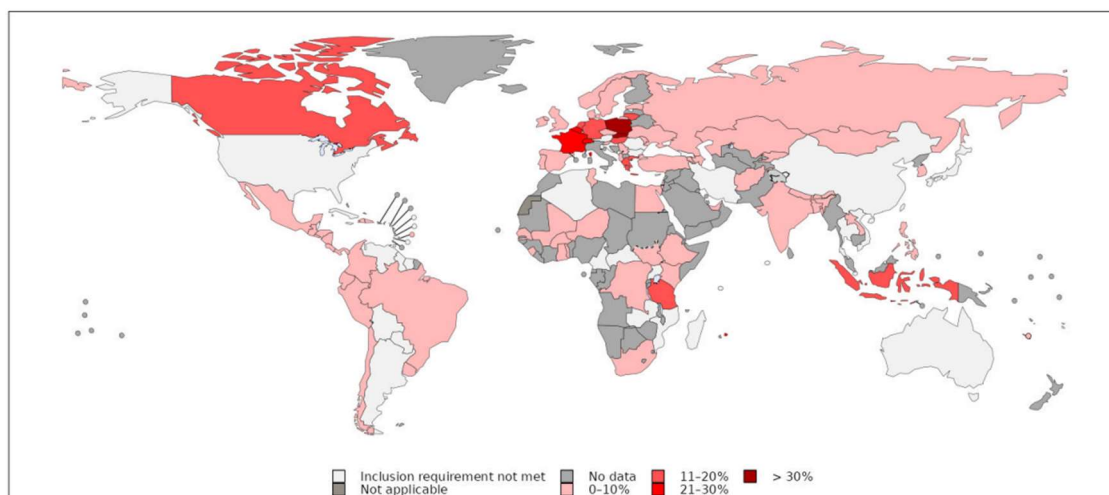 Inclusion requirement not met
Not applicable
No data
0–10%
11–20%
21–30%
> 30%